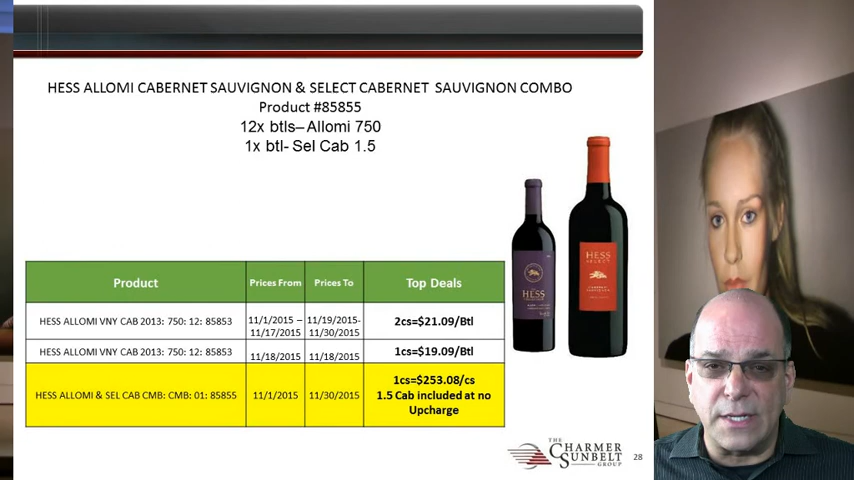 HESS ALLOMI CABERNET SAUVIGNON & SELECT CABERNET SAUVIGNON COMBO
Product #85855
12x btls– Allomi 750
1x btl- Sel Cab 1.5
Product Prices From Prices To Top Deals
HESS ALLOMI VNY CAB 2013: 750: 12: 85853 11/1/2015 – 11/17/2015 11/19/2015- 11/30/2015 2cs=$21.09/Btl
HESS ALLOMI VNY CAB 2013: 750: 12: 85853 11/18/2015 11/18/2015 1cs=$19.09/Btl
HESS ALLOMI & SEL CAB CMB: CMB: 01: 85855 11/1/2015 11/30/2015 1cs=$253.08/cs
1.5 Cab included at no
Upcharge
HESS
HESS
SELECT
THE
CHARMER
SUNBELT
GROUP
28